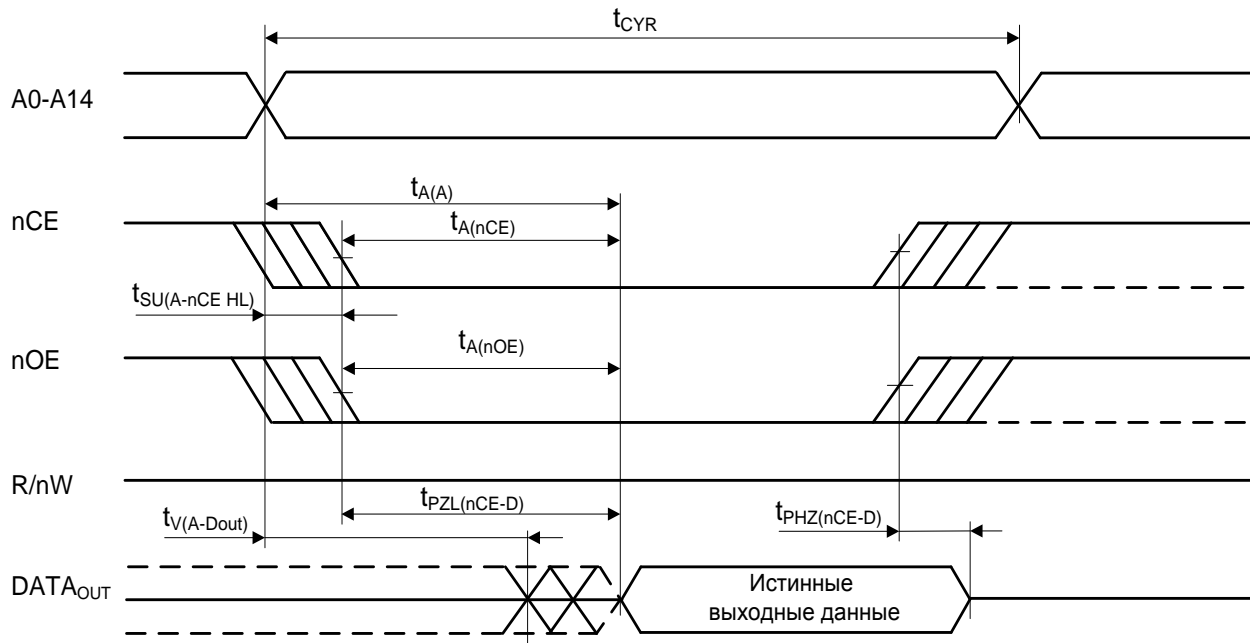 tCYR
A0-A14
tA(A)
nCE
tA(nCE)
tSU(A-nCE HL)
nOE
tA(nOE)
R/nW
tPZL(nCE-D)
tV(A-Dout)
tPHZ(nCE-D)
DATAOUT
Истинные
выходные данные